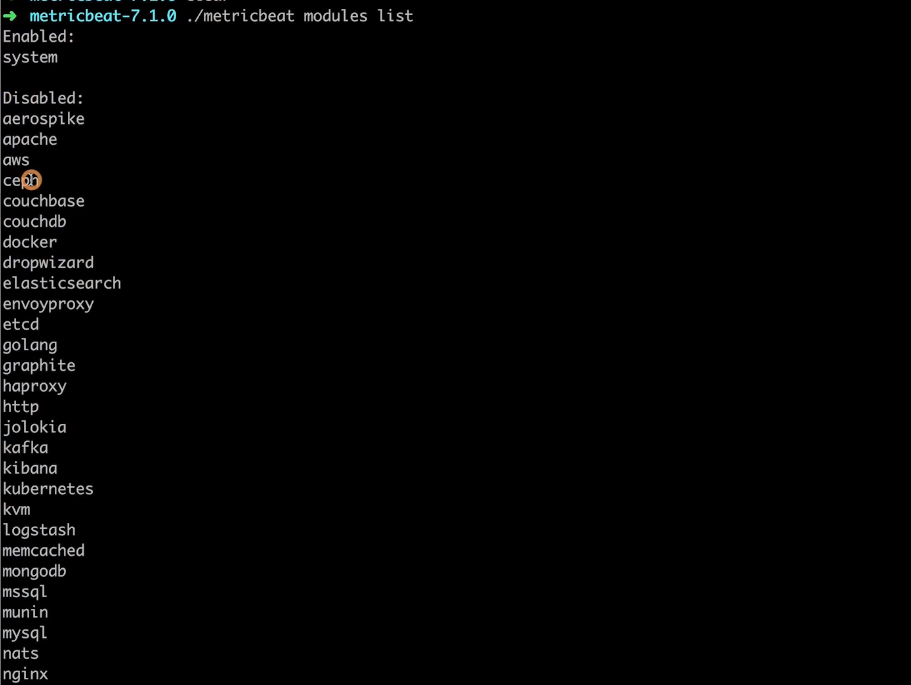 ➜ metricbeat-7.1.0 ./metricbeat modules list
Enabled:
system
Disabled:
aerospike
apache
aws
ceph
couchbase
couchdb
docker
dropwizard
elasticsearch
envoyproxy
etcd
golang
graphite
haproxy
http
jolokia
kafka
kibana
kubernetes
kvm
logstash
memcached
mongodb
mssql
munin
mysql
nats
nginx